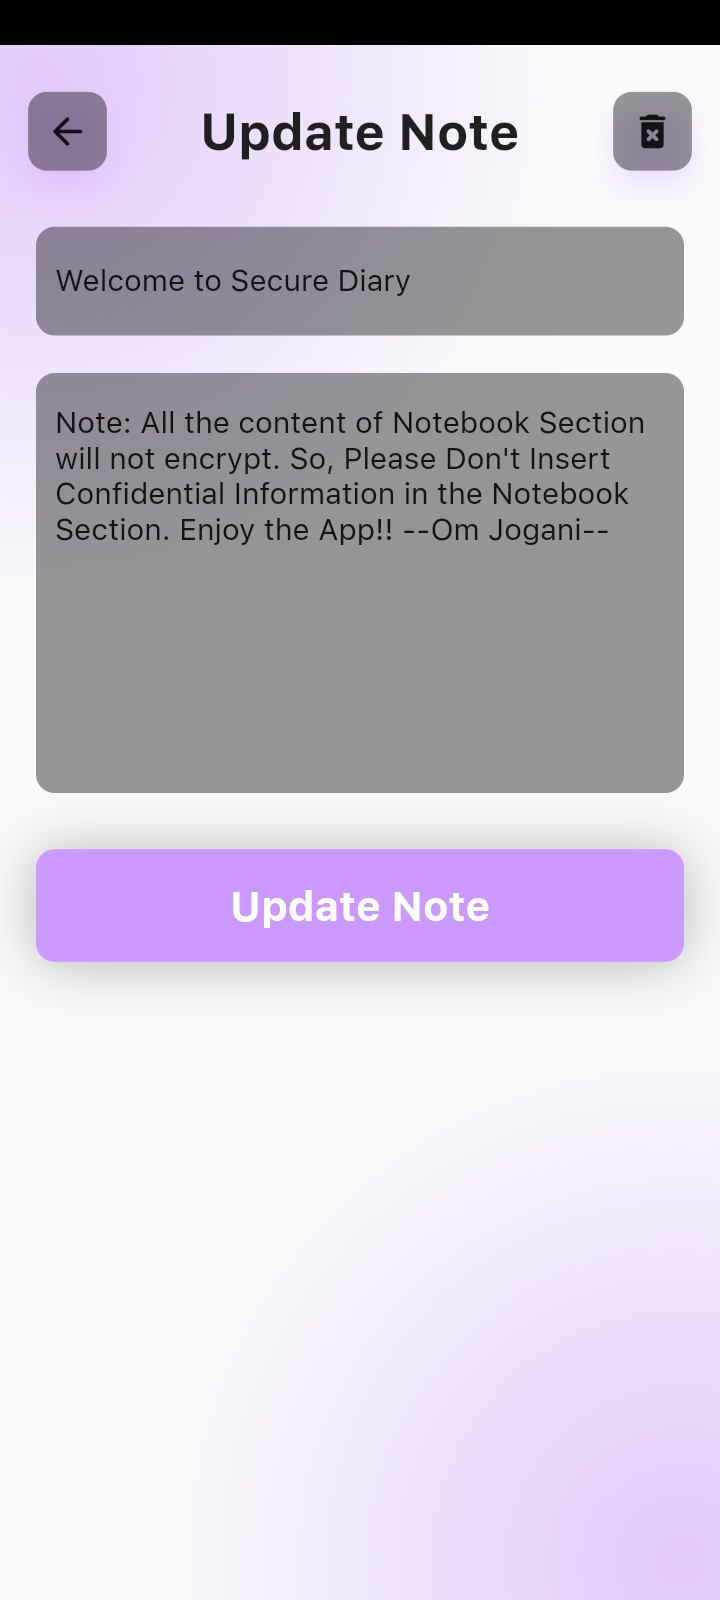 Update Note
Welcome to Secure Diary
Note: All the content of Notebook Section
will not encrypt. So, Please Don't Insert
Confidential Information in the Notebook
Section. Enjoy the App!! --Om Jogani--
Update Note